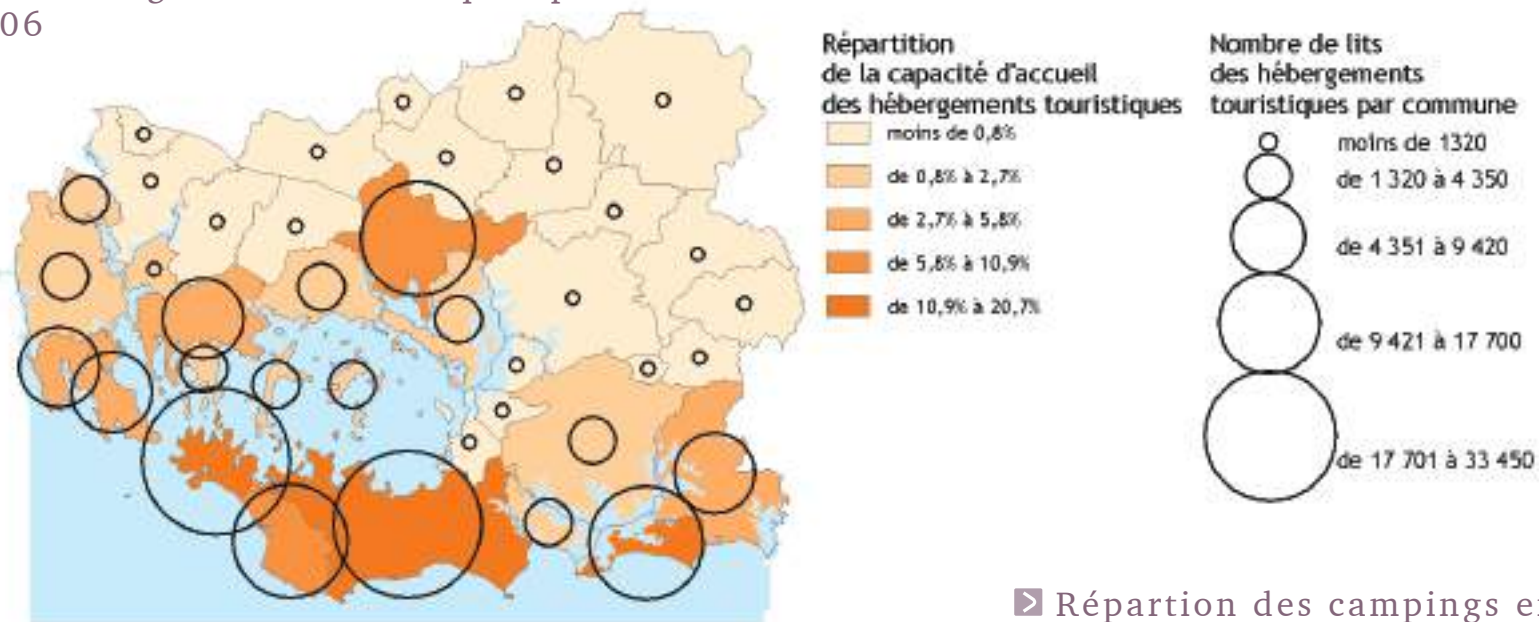 06
Répartition
de la capacité d'accueil
des hébergements touristiques
moins de 0,8%
de 0,8% à 2,7%
de 2,7% à 5,8%
de 5,8% à 10,9%
de 10,9% à 20,7%
Nombre de lits
des hébergements
touristiques par commune
moins de 1320
de 1 320 à 4 350
de 4 351 à 9 420
de 9 421 à 17 700
de 17 701 à 33 450
Répartion des campings e